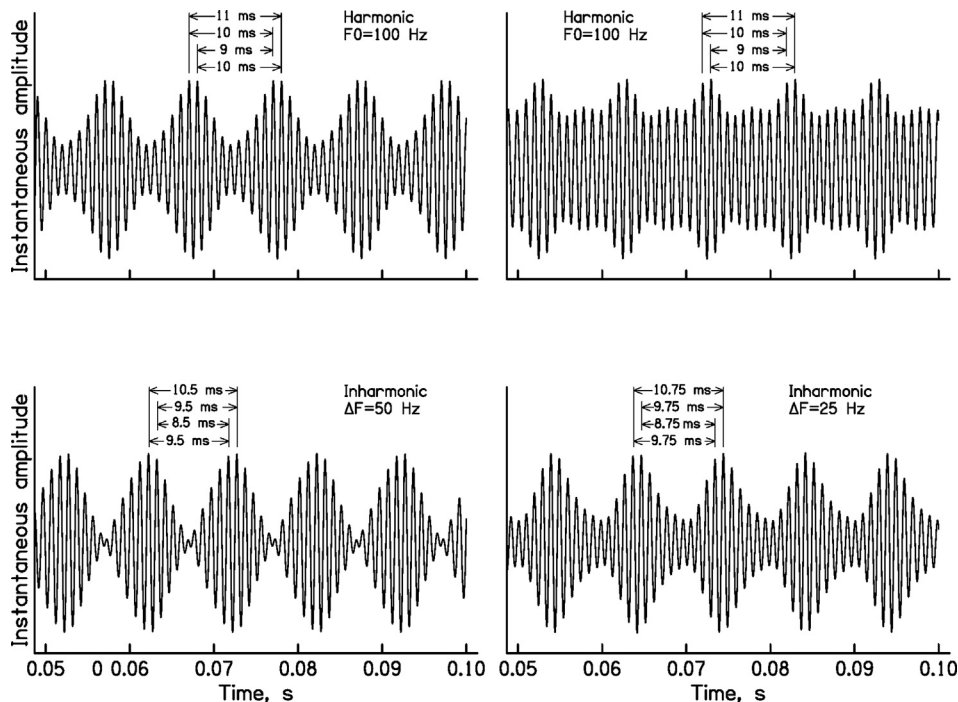 Instantaneous amplitude
11 ms
10 ms
9 ms
10 ms
Harmonic
F0=100 Hz
11 ms
10 ms
9 ms
10 ms
Harmonic
F0=100 Hz
Instantaneous amplitude
10.5 ms
9.5 ms
8.5 ms
9.5 ms
Inharmonic
ΔF=50 Hz
10.75 ms
9.75 ms
8.75 ms
9.75 ms
Inharmonic
ΔF=25 Hz
0.05 0 0.06 0.07 0.08 0.09 0.10
Time, s
0.05 0.06 0.07 0.08 0.09 0.10
Time, s